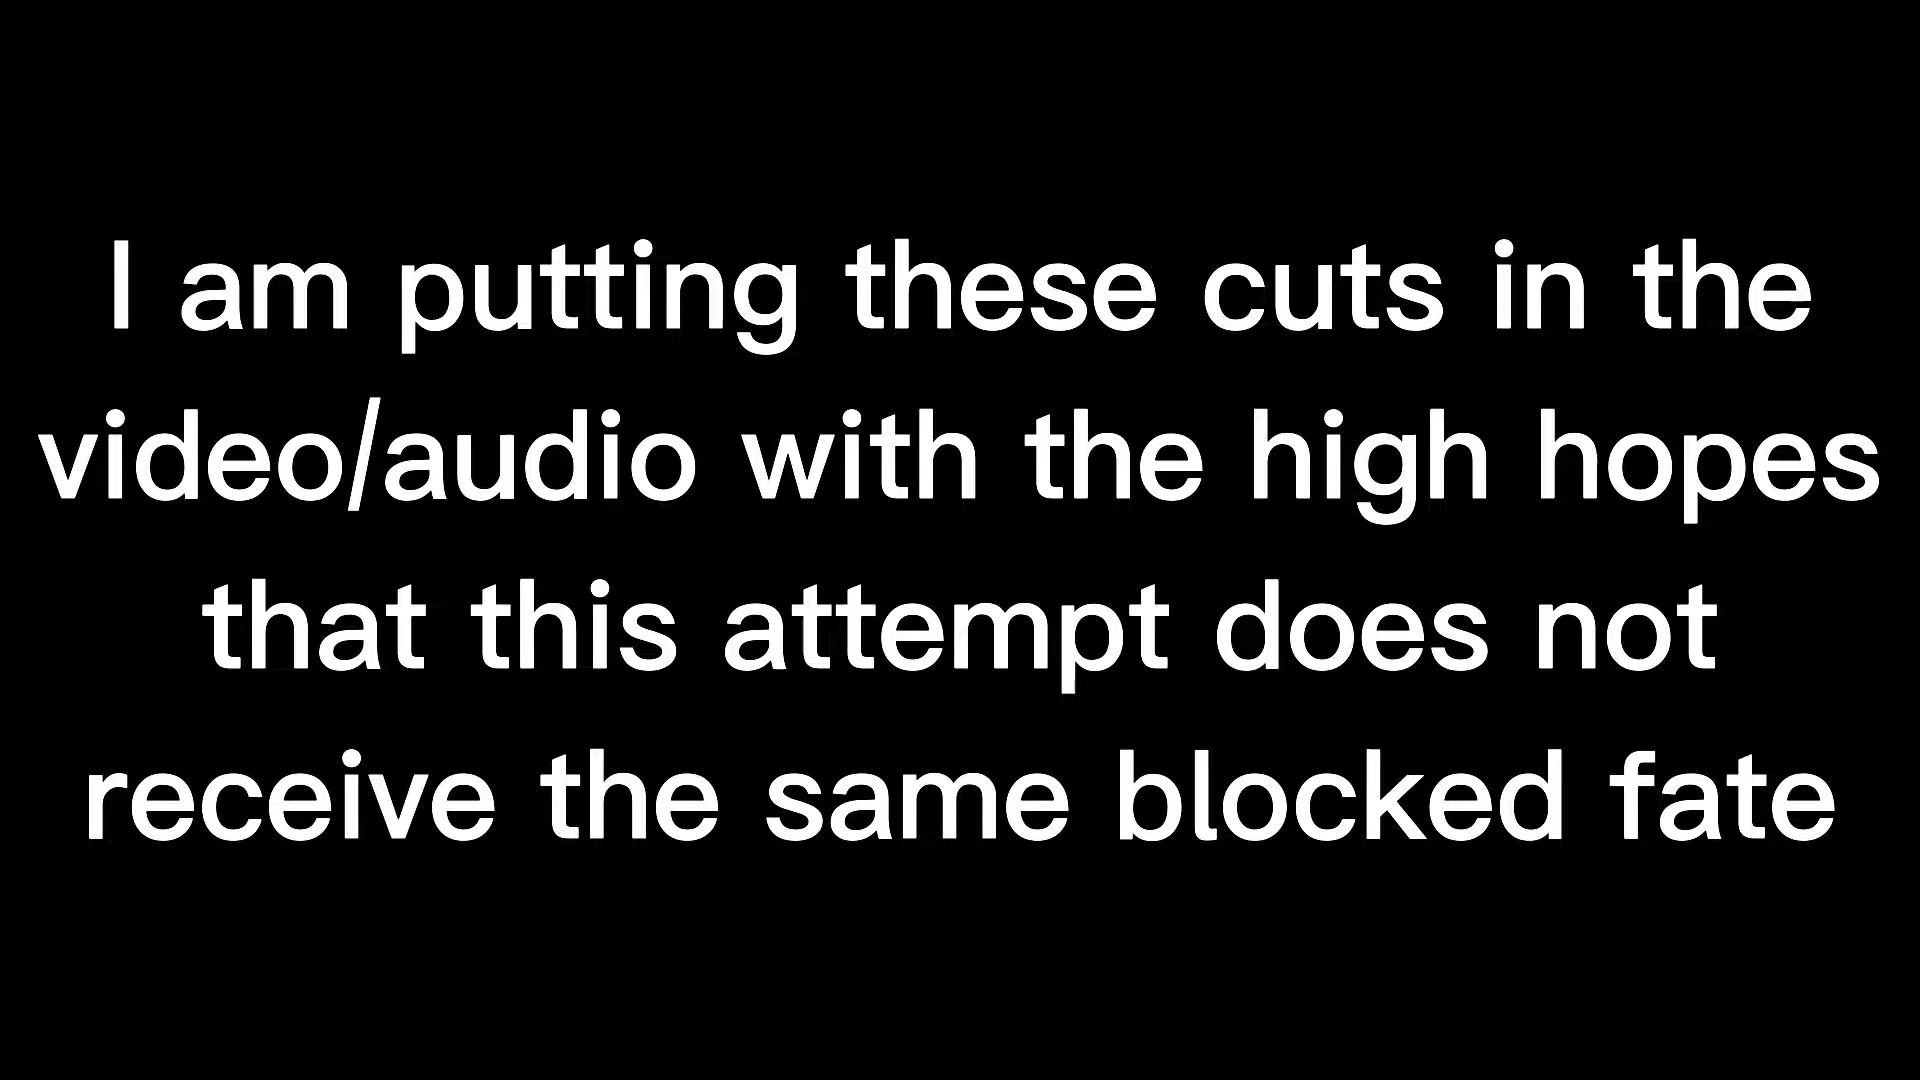 I am putting these cuts in the
video/audio with the high hopes
that this attempt does not
receive the same blocked fate